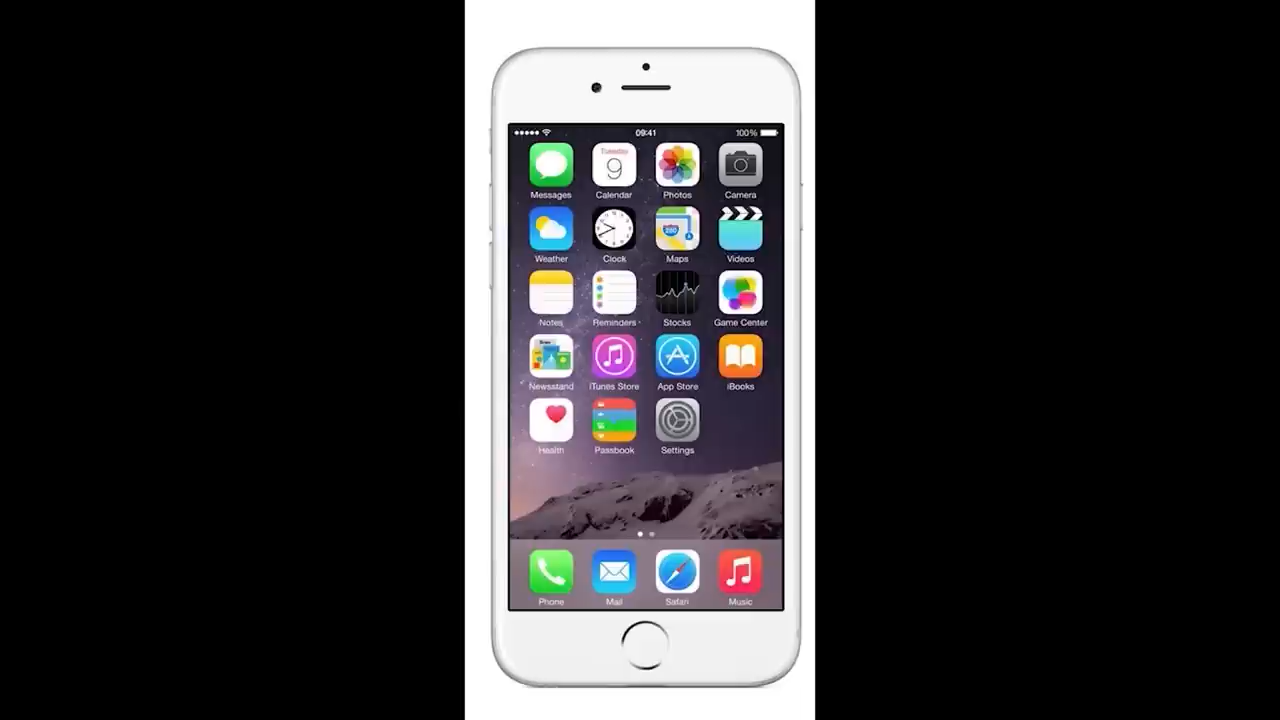 09:41 100%
Tuesday
9
Messages Calendar Photos Camera
280
Weather Clock Maps Videos
Notes Reminders Stocks Game Center
Newsstand iTunes Store App Store iBooks
Health Passbook Settings
Phone Mail Safari Music